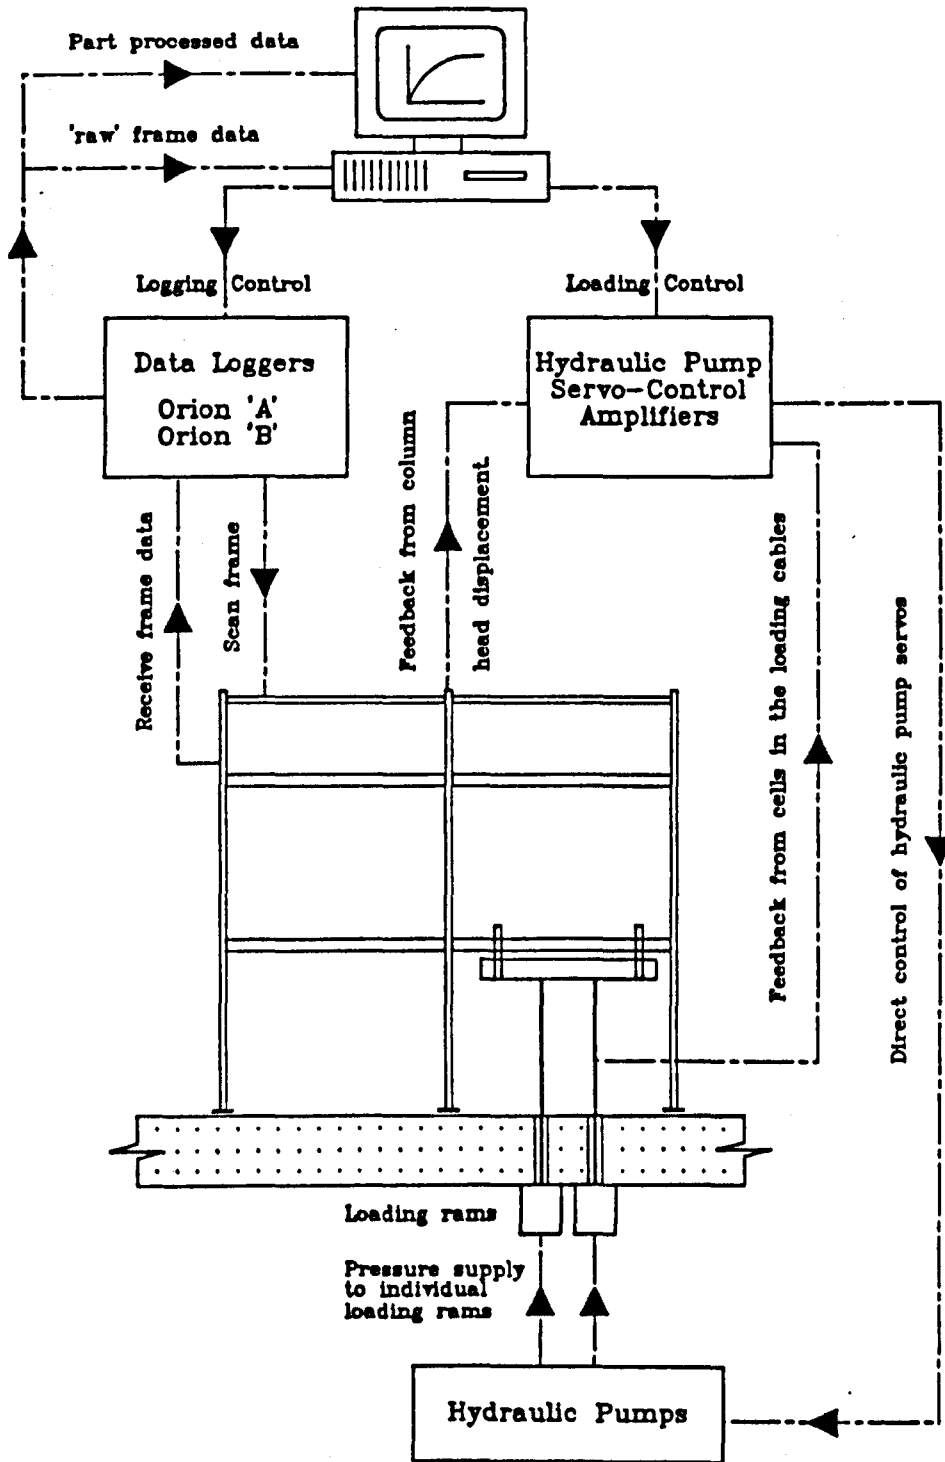 Part processed data
'raw' frame data
Logging Control
Loading Control
Data Loggers
Orion 'A'
Orion 'B'
Hydraulic Pump
Servo-Control
Amplifiers
Receive frame data
Scan frame
Feedback from column
head displacement.
Feedback from cells in the loading cables
Direct control of hydraulic pump servos
Loading rams
Pressure supply
to individual
loading rams
Hydraulic Pumps